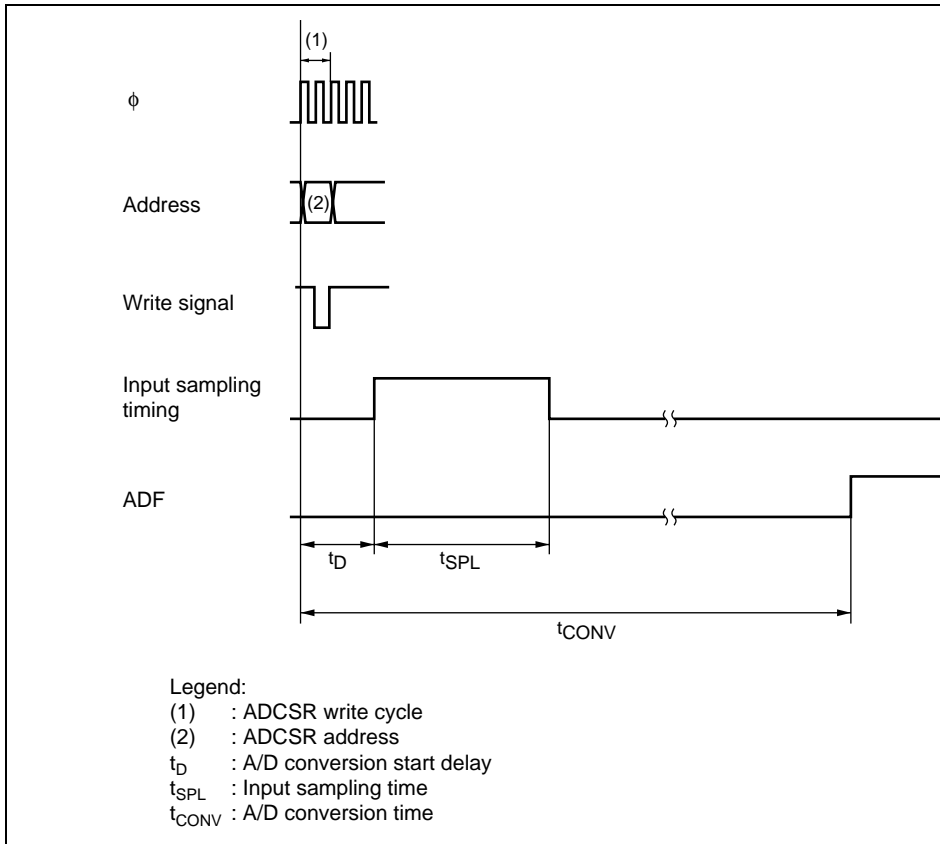 (1)
ϕ
Address
(2)
Write signal
Input sampling
timing
ADF
tD
tSPL
tCONV
Legend:
(1) : ADCSR write cycle
(2) : ADCSR address
tD : A/D conversion start delay
tSPL : Input sampling time
tCONV : A/D conversion time